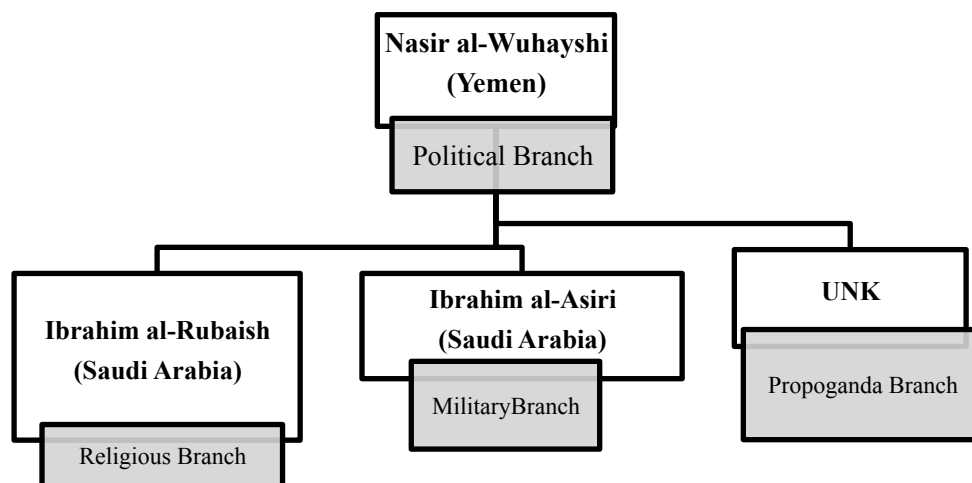 Nasir al-Wuhayshi
(Yemen)
Political Branch
Ibrahim al-Rubaish
(Saudi Arabia)
Religious Branch
Ibrahim al-Asiri
(Saudi Arabia)
MilitaryBranch
UNK
Propoganda Branch